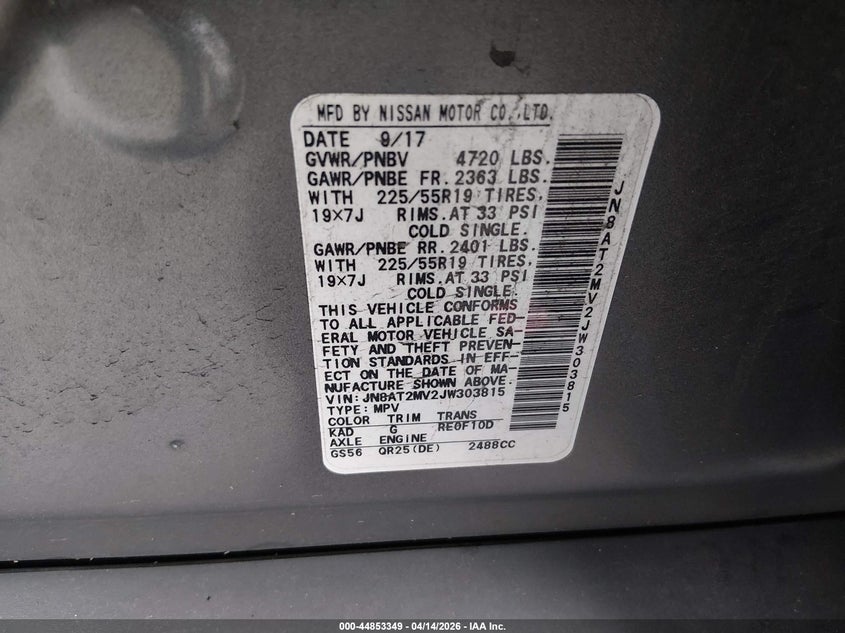 MFD BY NISSAN MOTOR CO.,LTD.
DATE 9/17
GVWR/PNBV 4720 LBS.
GAWR/PNBE FR. 2363 LBS.
WITH 225/55R19 TIRES,
19×7J RIMS.AT 33 PSI
COLD SINGLE.
GAWR/PNBE RR. 2401 LBS.
WITH 225/55R19 TIRES,
19×7J RIMS.AT 33 PSI
COLD SINGLE.
THIS VEHICLE CONFORMS
TO ALL APPLICABLE FED-
ERAL MOTOR VEHICLE SA-
FETY AND THEFT PREVEN-
TION STANDARDS IN EFF-
ECT ON THE DATE OF MA-
NUFACTURE SHOWN ABOVE.
VIN: JN8AT2MV2JW303815
TYPE: MPV
COLOR TRIM TRANS
KAD G RE0F10D
AXLE ENGINE
GS56 QR25(DE) 2488CC
JN8AT2MV2JW303815
000-44853349 - 04/14/2026 - IAA Inc.